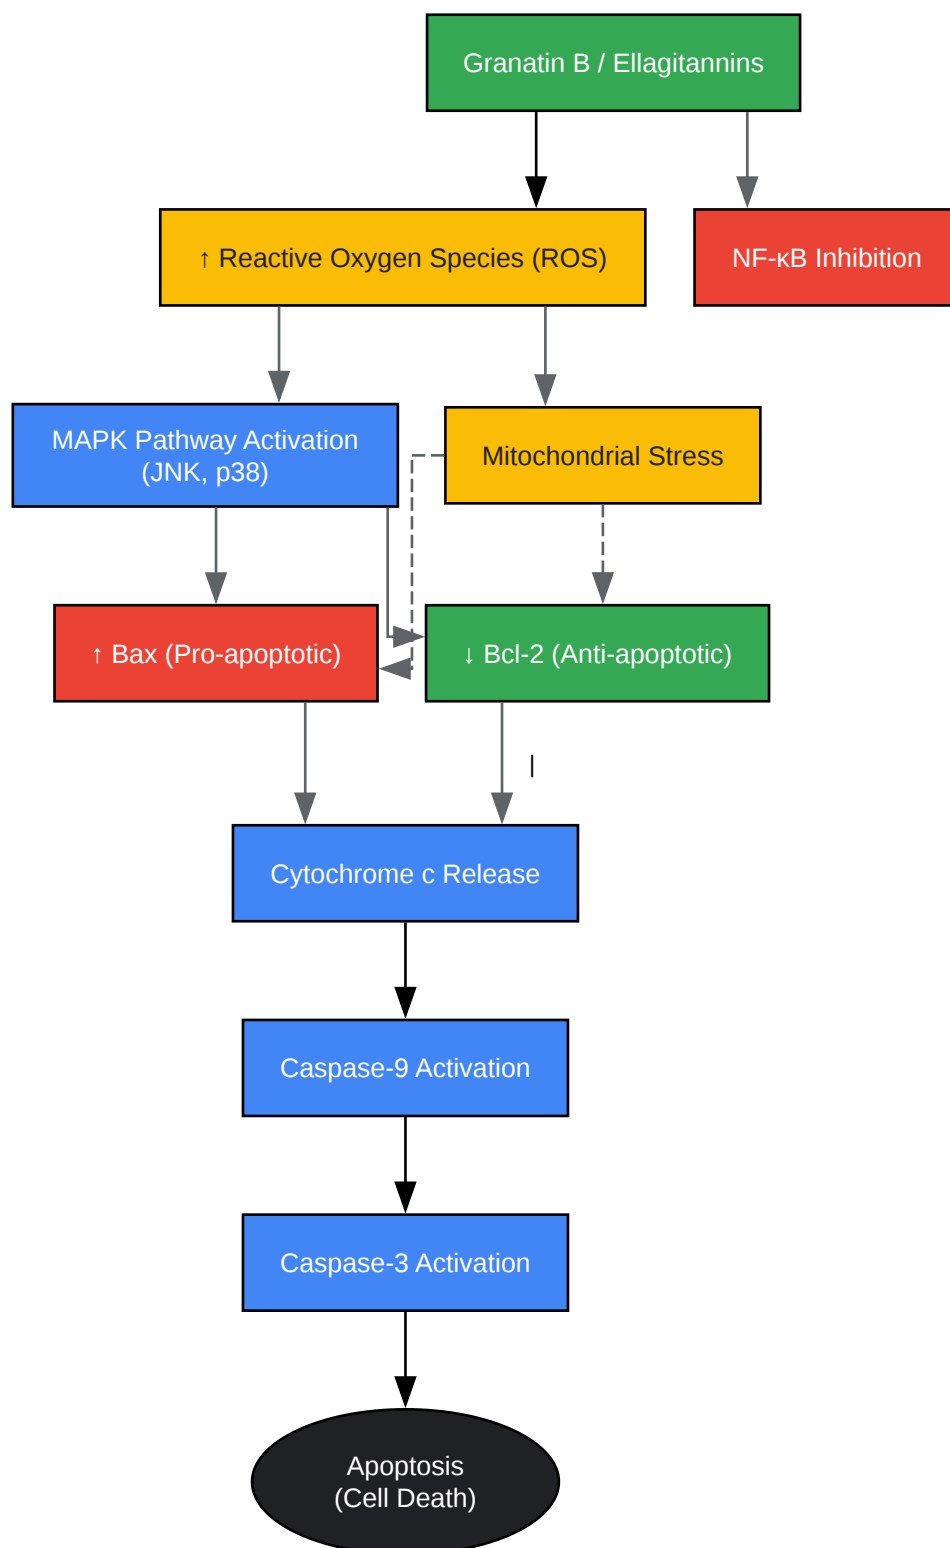 Granatin B / Ellagitannins
↑ Reactive Oxygen Species (ROS)
NF-κB Inhibition
MAPK Pathway Activation
(JNK, p38)
Mitochondrial Stress
↑ Bax (Pro-apoptotic)
↓ Bcl-2 (Anti-apoptotic)
|
Cytochrome c Release
Caspase-9 Activation
Caspase-3 Activation
Apoptosis
(Cell Death)